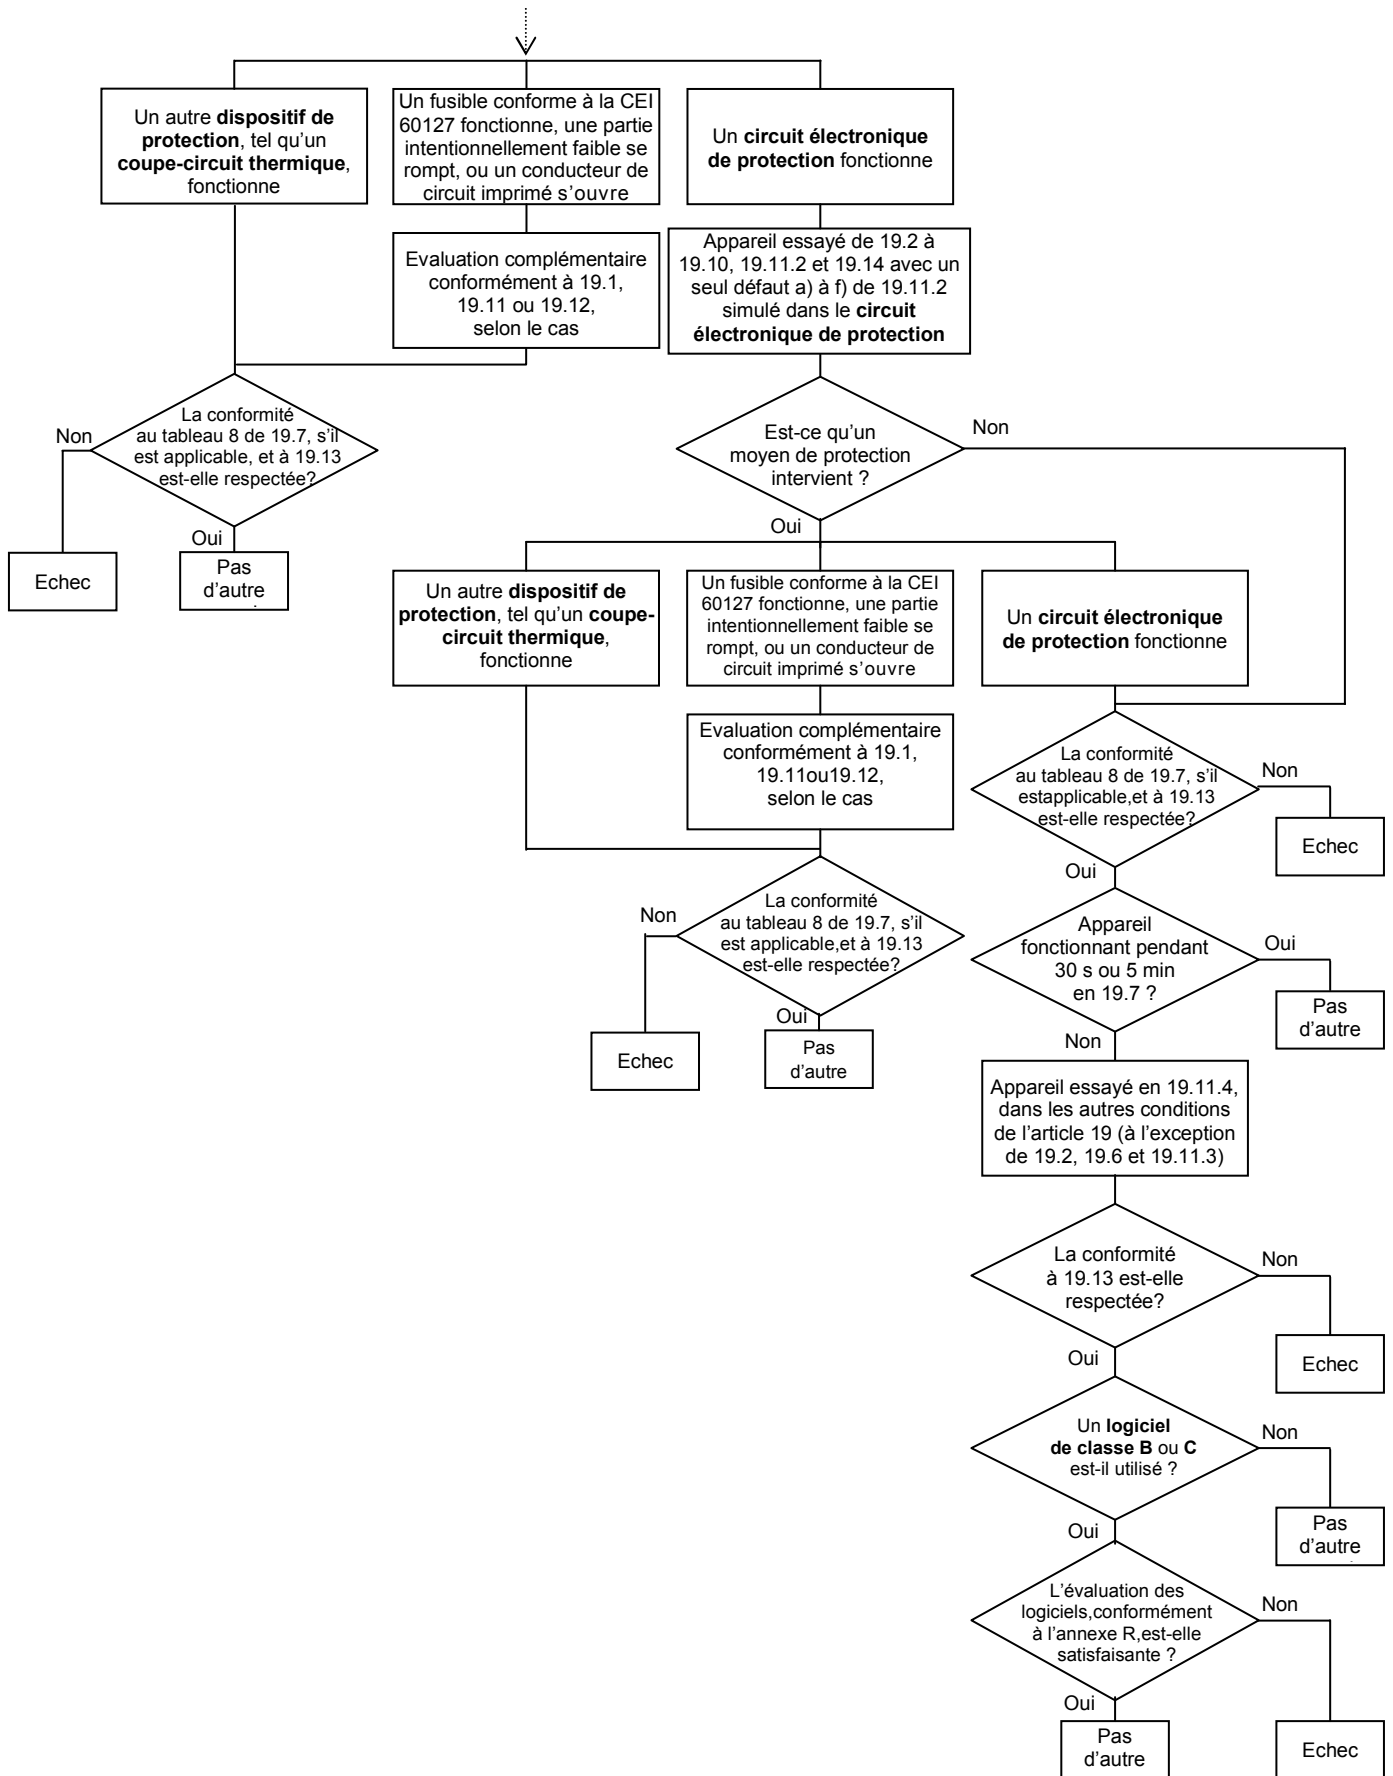 Un autre dispositif de
protection, tel qu'un
coupe-circuit thermique,
fonctionne
Un fusible conforme à la CEI
60127 fonctionne, une partie
intentionnellement faible se
rompt, ou un conducteur de
circuit imprimé s'ouvre
Un circuit électronique
de protection fonctionne
Evaluation complémentaire
conformément à 19.1,
19.11 ou 19.12,
selon le cas
Appareil essayé de 19.2 à
19.10, 19.11.2 et 19.14 avec un
seul défaut a) à f) de 19.11.2
simulé dans le circuit
électronique de protection
La conformité
au tableau 8 de 19.7, s'il
est applicable, et à 19.13
est-elle respectée?
Non
Oui
Echec
Pas
d'autre
Est-ce qu'un
moyen de protection
intervient ?
Non
Oui
Un autre dispositif de
protection, tel qu'un coupe-
circuit thermique,
fonctionne
Un fusible conforme à la CEI
60127 fonctionne, une partie
intentionnellement faible se
rompt, ou un conducteur de
circuit imprimé s'ouvre
Un circuit électronique
de protection fonctionne
Evaluation complémentaire
conformément à 19.1,
19.11ou19.12,
selon le cas
La conformité
au tableau 8 de 19.7, s'il
est applicable,et à 19.13
est-elle respectée?
Non
Oui
Echec
Pas
d'autre
La conformité
au tableau 8 de 19.7, s'il
estapplicable,et à 19.13
est-elle respectée?
Non
Echec
Oui
Appareil
fonctionnant pendant
30 s ou 5 min
en 19.7 ?
Oui
Pas
d'autre
Non
Appareil essayé en 19.11.4,
dans les autres conditions
de l'article 19 (à l'exception
de 19.2, 19.6 et 19.11.3)
La conformité
à 19.13 est-elle
respectée?
Non
Echec
Oui
Un logiciel
de classe B ou C
est-il utilisé ?
Non
Pas
d'autre
Oui
L'évaluation des
logiciels,conformément
à l'annexe R,est-elle
satisfaisante ?
Non
Oui
Pas
d'autre
Echec